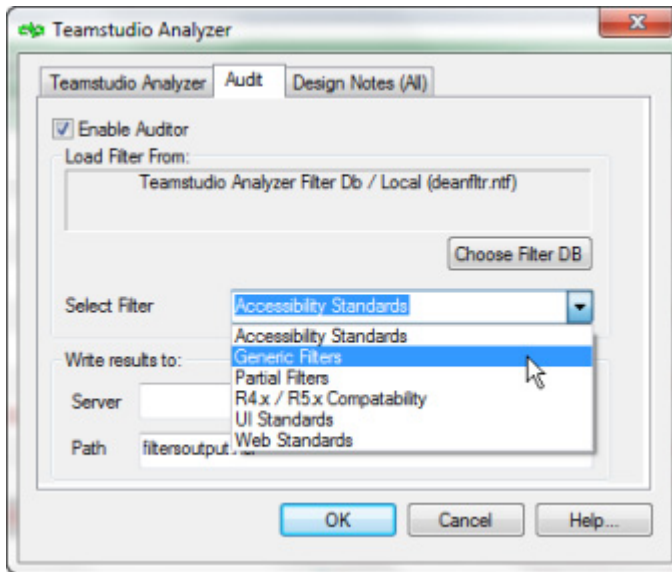 Teamstudio Analyzer
Teamstudio Analyzer Audit Design Notes (All)
Enable Auditor
Load Filter From:
Teamstudio Analyzer Filter Db / Local (deanfltr.ntf)
Choose Filter DB
Select Filter Accessibility Standards
Accessibility Standards
Generic Filters
Write results to:
Partial Filters
Server R4.x / R5.x Compatability
UI Standards
Web Standards
Path
OK Cancel Help...